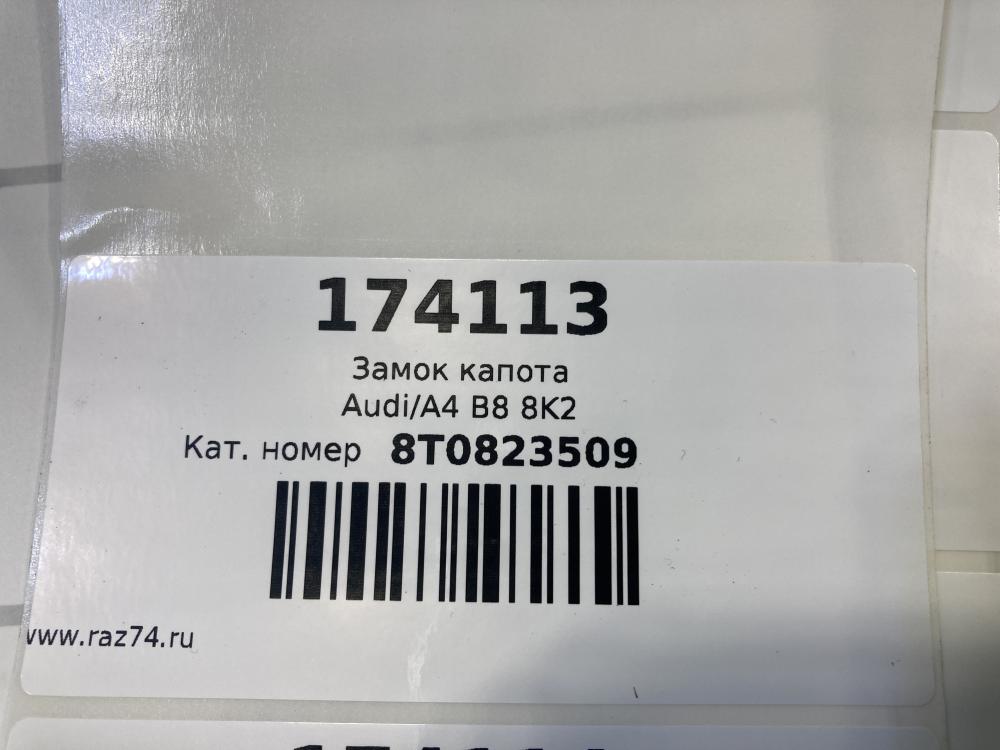 174113
Замок капота
Audi/A4 B8 8K2
Кат. номер 8T0823509
www.raz74.ru